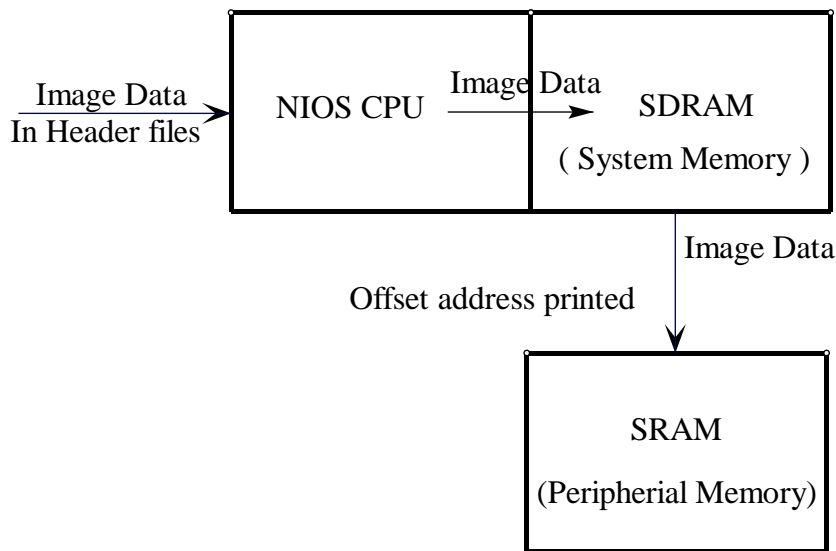 Image Data
In Header files
NIOS CPU
Image Data
SDRAM
( System Memory )
Image Data
Offset address printed
SRAM
(Peripherial Memory)